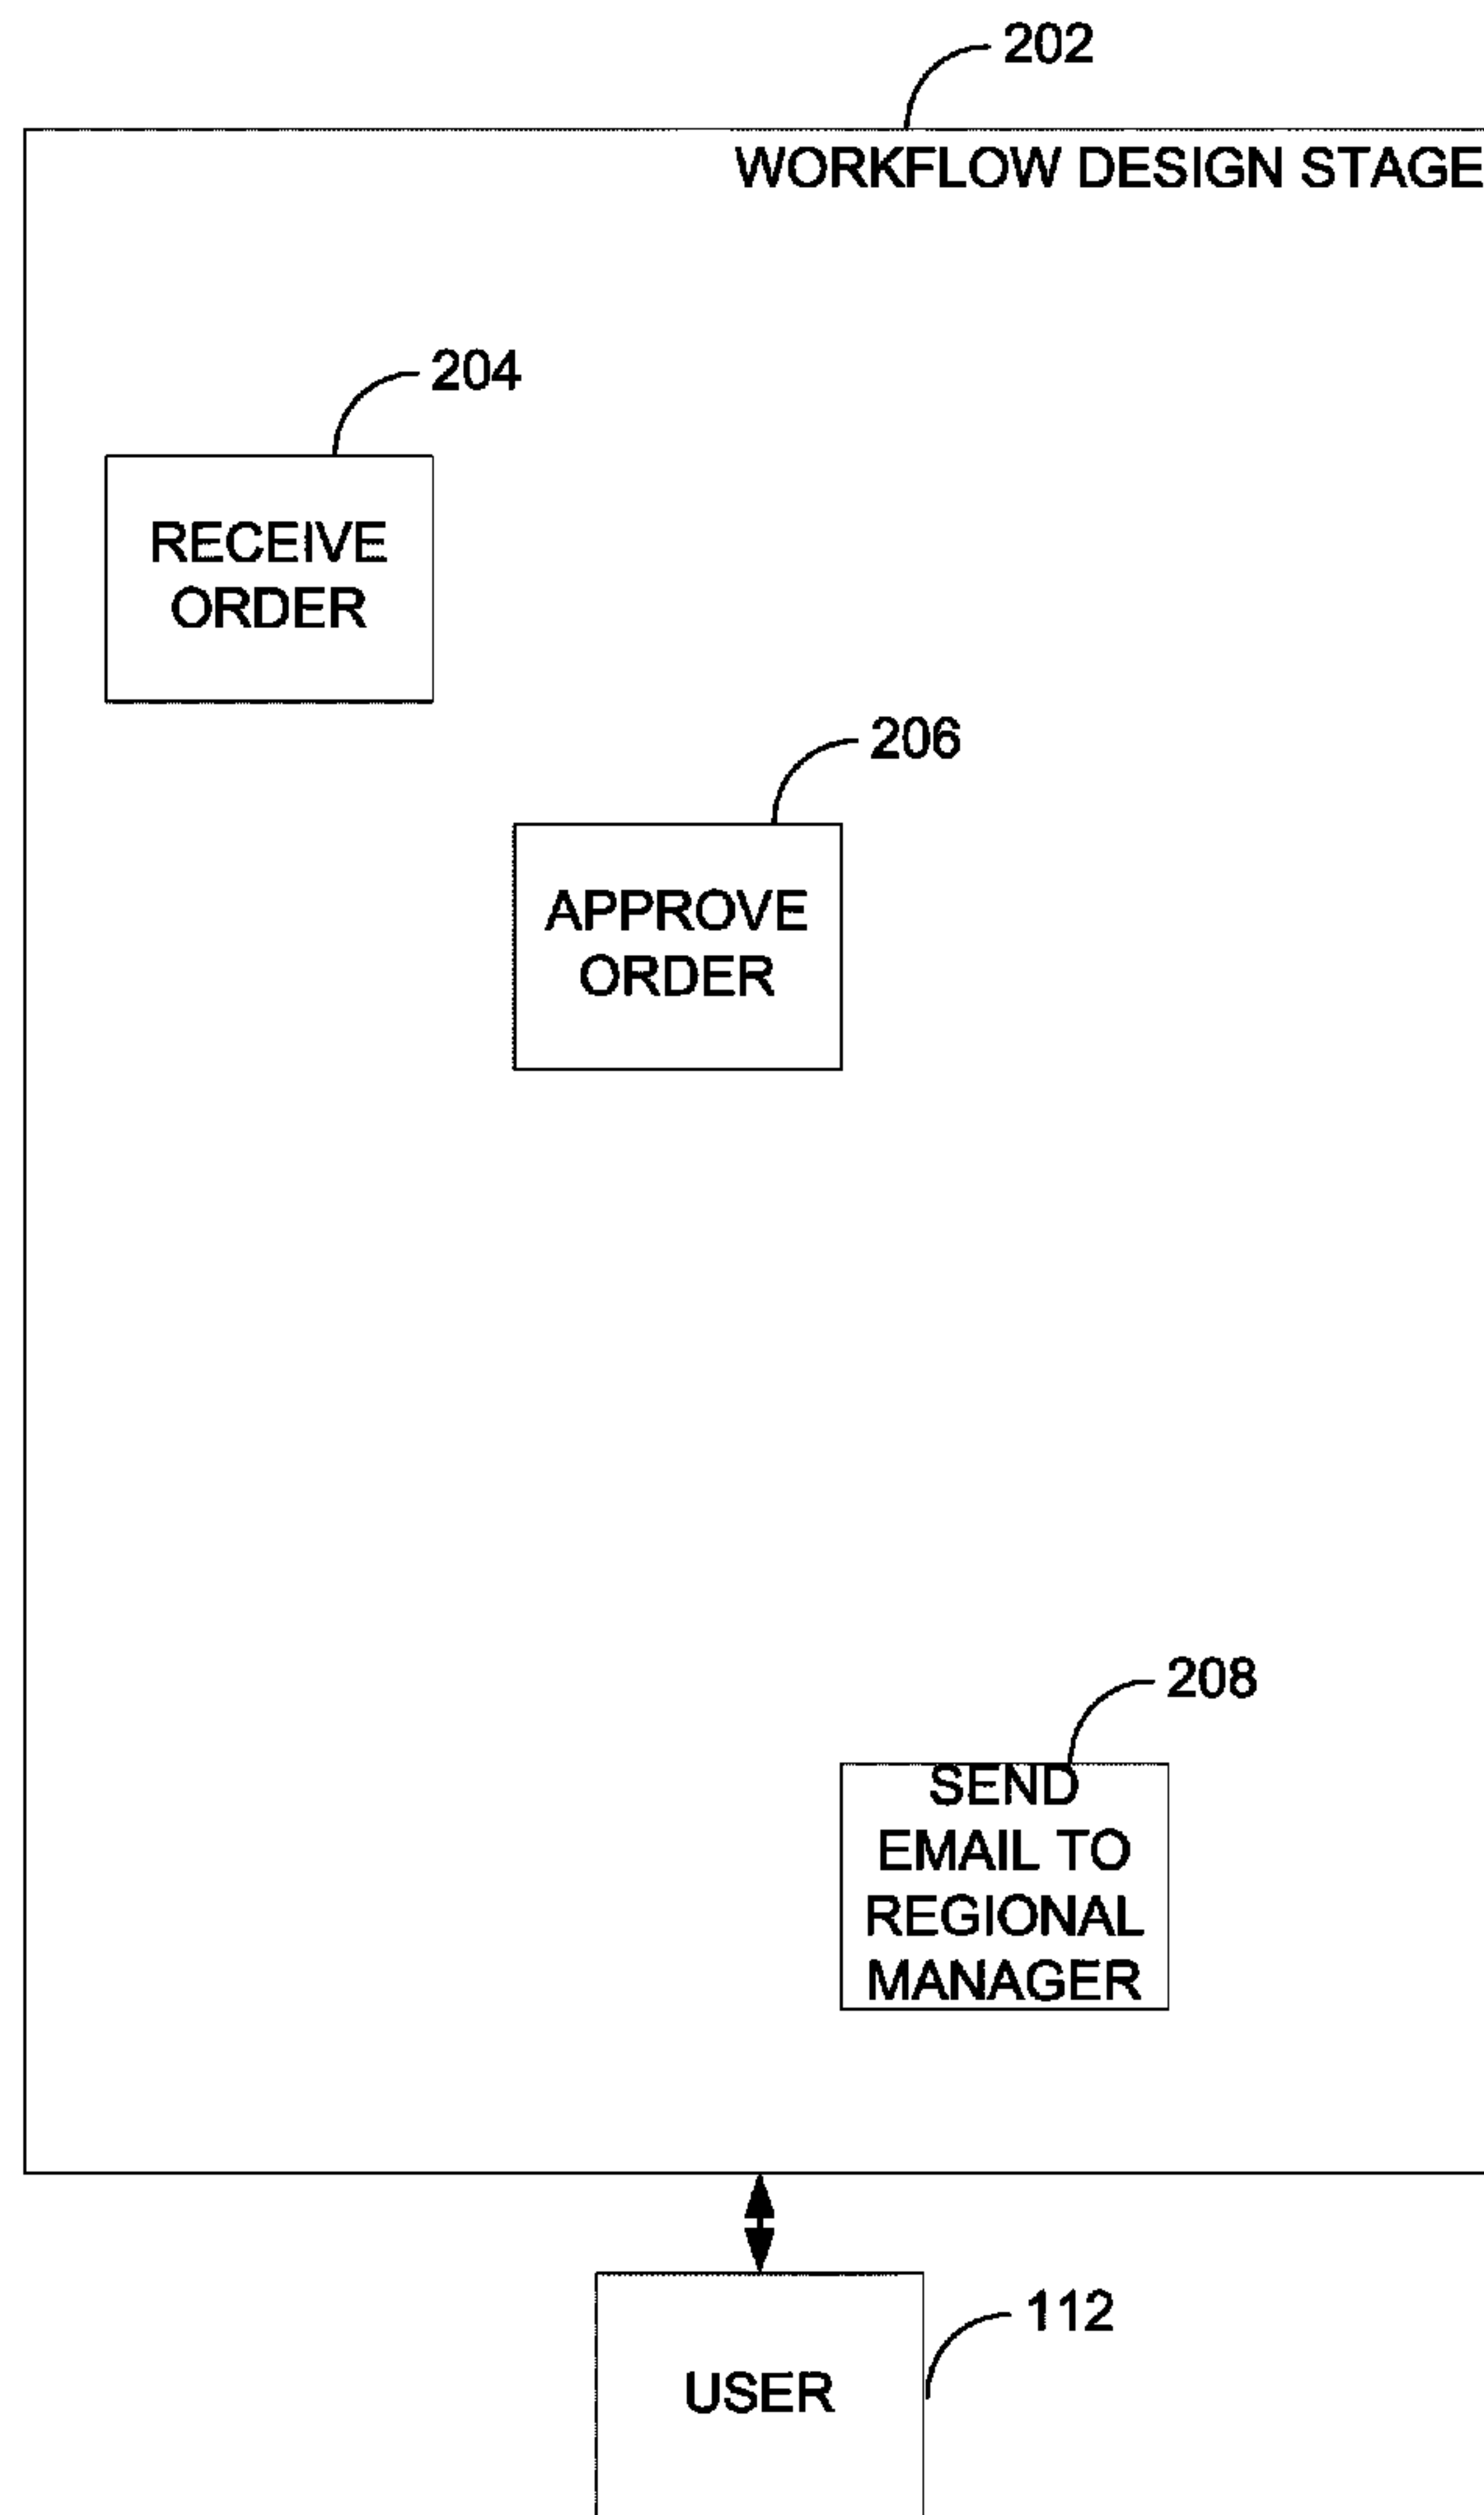 202
WORKFLOW DESIGN STAGE
204
RECEIVE
ORDER
206
APPROVE
ORDER
208
SEND
EMAIL TO
REGIONAL
MANAGER
112
USER